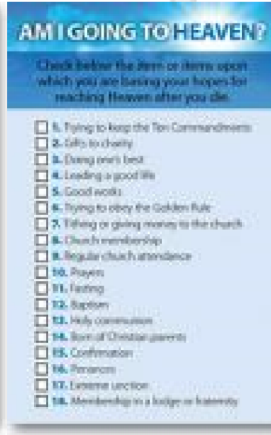 AM I GOING TO HEAVEN?
Check below the item or items upon
which you are basing your hopes for
reaching Heaven after you die.
1. Trying to keep the Ten Commandments
2. Gifts to charity
3. Doing one's best
4. Leading a good life
5. Good works
6. Trying to obey the Golden Rule
7. Tithing or giving money to the church
8. Church membership
9. Regular church attendance
10. Prayers
11. Fasting
12. Baptism
13. Holy communion
14. Born of Christian parents
15. Confirmation
16. Penances
17. Extreme unction
18. Membership in a lodge or fraternity